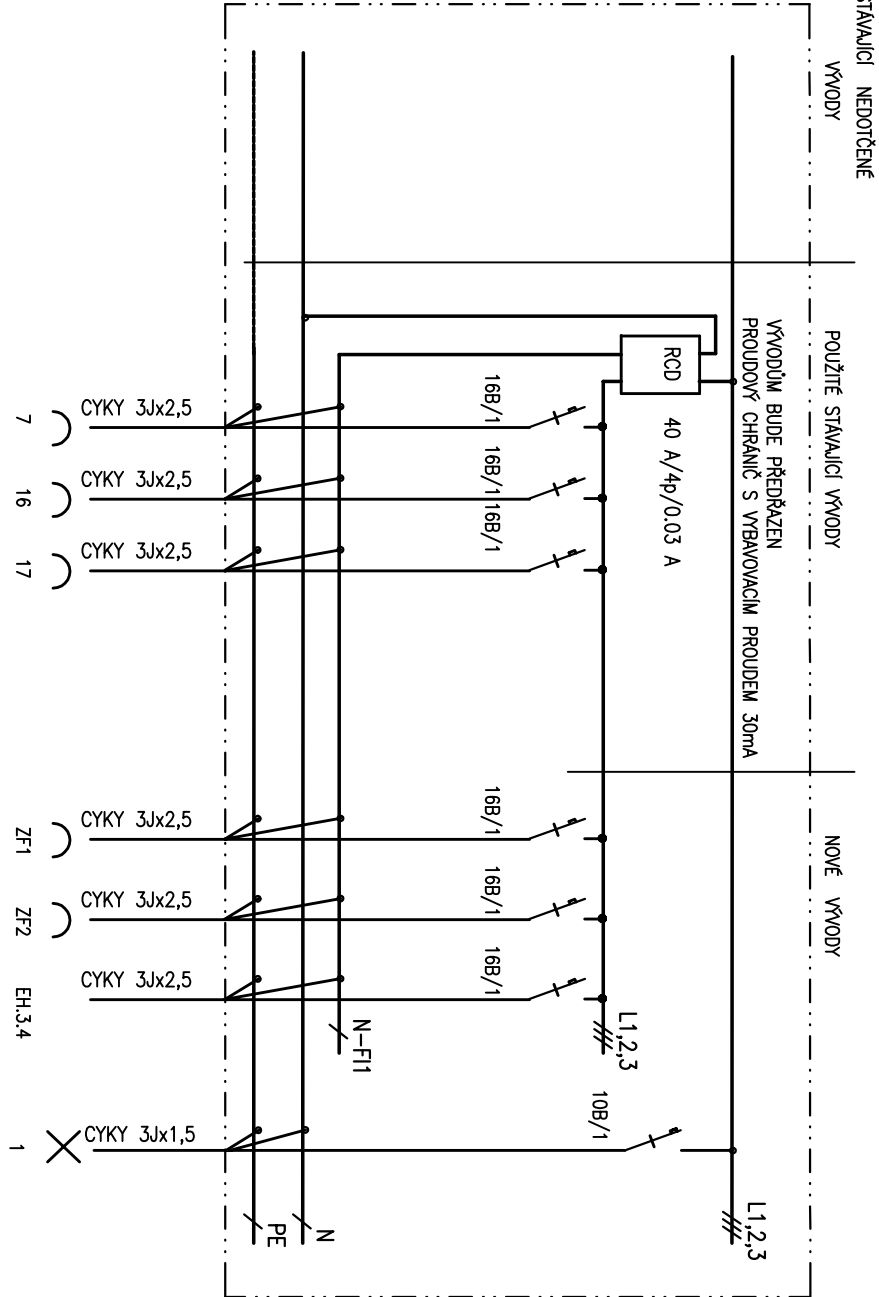 STÁVAJÍCÍ NEDOTČENÉ
VÝVODY
POUŽITÉ STÁVAJÍCÍ VÝVODY
NOVÉ VÝVODY
VÝVODŮM BUDE PŘEDŘAZEN
PROUDOVÝ CHRÁNIČ S VYBAVOVACÍM PROUDEM 30mA
RCD
40 A/4p/0.03 A
16B/1
16B/1
16B/1
16B/1
16B/1
16B/1
10B/1
L1,2,3
L1,2,3
N-FI1
N
PE
CYKY 3Jx2,5
CYKY 3Jx2,5
CYKY 3Jx2,5
CYKY 3Jx2,5
CYKY 3Jx2,5
CYKY 3Jx2,5
CYKY 3Jx1,5
7
16
17
ZF1
ZF2
EH.3.4
1